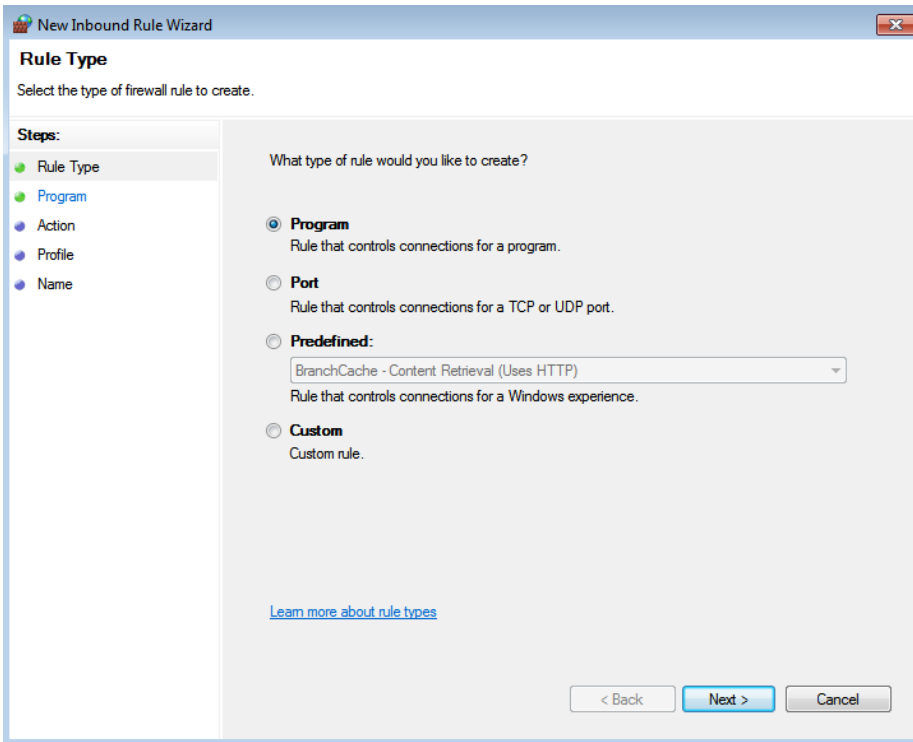 New Inbound Rule Wizard
Rule Type
Select the type of firewall rule to create.
Steps:
Rule Type
Program
Action
Profile
Name
What type of rule would you like to create?
Program
Rule that controls connections for a program.
Port
Rule that controls connections for a TCP or UDP port.
Predefined:
BranchCache - Content Retrieval (Uses HTTP)
Rule that controls connections for a Windows experience.
Custom
Custom rule.
Learn more about rule types
< Back Next > Cancel